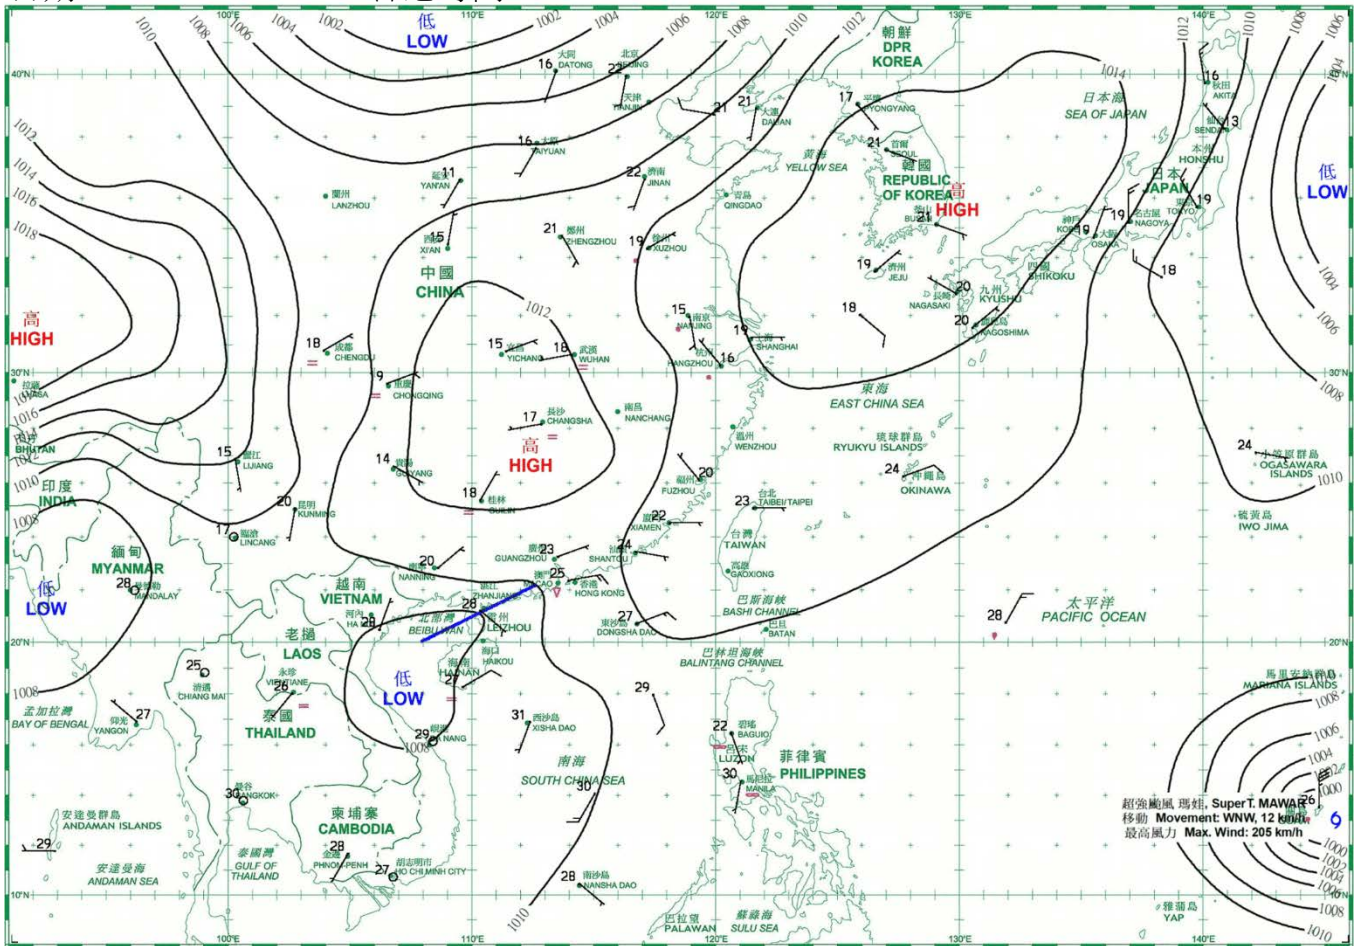 低
LOW
大同
DATONG
北京
BEIJING
天津
TIANJIN
大連
DALIAN
朝鮮
DPR
KOREA
平壤
PYONGYANG
首爾
SEOUL
韓國
REPUBLIC
OF KOREA
高
HIGH
釜山
BUSAN
日本海
SEA OF JAPAN
秋田
AKITA
仙台
SENDAI
本州
HONSHU
日本
JAPAN
東京
TOKYO
名古屋
NAGOYA
神戶
KOBE
大阪
OSAKA
四國
SHIKOKU
九州
KYUSHU
長崎
NAGASAKI
鹿兒島
KAGOSHIMA
濟州
JEJU
低
LOW
黃海
YELLOW SEA
太原
TAIYUAN
延安
YAN'AN
濟南
JINAN
青島
QINGDAO
蘭州
LANZHOU
西安
XI'AN
鄭州
ZHENGZHOU
徐州
XUZHOU
中國
CHINA
南京
NANJING
上海
SHANGHAI
杭州
HANGZHOU
高
HIGH
拉薩
LHASA
成都
CHENGDU
宜昌
YICHANG
武漢
WUHAN
重慶
CHONGQING
長沙
CHANGSHA
南昌
NANCHANG
溫州
WENZHOU
東海
EAST CHINA SEA
琉球群島
RYUKYU ISLANDS
沖繩島
OKINAWA
小笠原群島
OGASAWARA
ISLANDS
硫黃島
IWO JIMA
不丹
BHUTAN
印度
INDIA
麗江
LIJIANG
貴陽
GUIYANG
高
HIGH
桂林
GUILIN
福州
FUZHOU
昆明
KUNMING
臨滄
LINCANG
廈門
XIAMEN
台北
TAIBEI/TAIPEI
台灣
TAIWAN
高雄
GAOXIONG
汕頭
SHANTOU
廣州
GUANGZHOU
南寧
NANNING
澳門
MACAO
香港
HONG KONG
湛江
ZHANJIANG
雷州
LEIZHOU
緬甸
MYANMAR
曼德勒
MANDALAY
低
LOW
越南
VIETNAM
河內
HA NOI
北部灣
BEIBU WAN
老撾
LAOS
永珍
VIENTIANE
海口
HAIKOU
海南
HAINAN
低
LOW
東沙島
DONGSHA DAO
巴斯海峽
BASHI CHANNEL
巴旦
BATAN
巴林坦海峽
BALINTANG CHANNEL
太平洋
PACIFIC OCEAN
馬里安納群島
MARIANA ISLANDS
清邁
CHIANG MAI
孟加拉灣
BAY OF BENGAL
仰光
YANGON
泰國
THAILAND
峴港
DA NANG
西沙島
XISHA DAO
南海
SOUTH CHINA SEA
碧瑤
BAGUIO
呂宋
LUZON
馬尼拉
MANILA
菲律賓
PHILIPPINES
曼谷
BANGKOK
安達曼群島
ANDAMAN ISLANDS
安達曼海
ANDAMAN SEA
柬埔寨
CAMBODIA
金邊
PHNOM-PENH
泰國灣
GULF OF
THAILAND
胡志明市
HO CHI MINH CITY
南沙島
NANSHA DAO
巴拉望
PALAWAN
蘇祿海
SULU SEA
超強颱風 瑪娃, SuperT. MAWAR
移動 Movement: WNW, 12 km/h
最高風力 Max. Wind: 205 km/h
雅蒲島
YAP
100°E
110°E
120°E
130°E
140°E
40°N
30°N
20°N
10°N